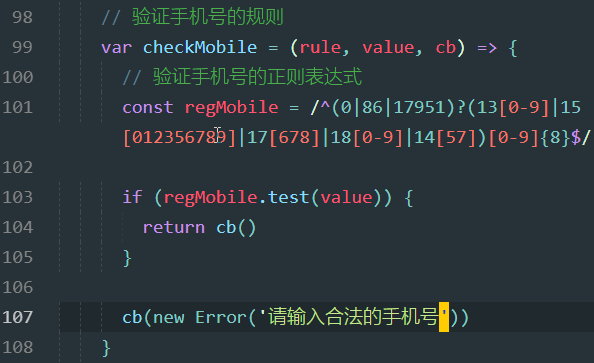 98 // 验证手机号的规则
99 var checkMobile = (rule, value, cb) => {
100 // 验证手机号的正则表达式
101 const regMobile = /^(0|86|17951)?(13[0-9]|15
[012356789]|17[678]|18[0-9]|14[57])[0-9]{8}$/
102
103 if (regMobile.test(value)) {
104 return cb()
105 }
106
107 cb(new Error('请输入合法的手机号'))
108 }